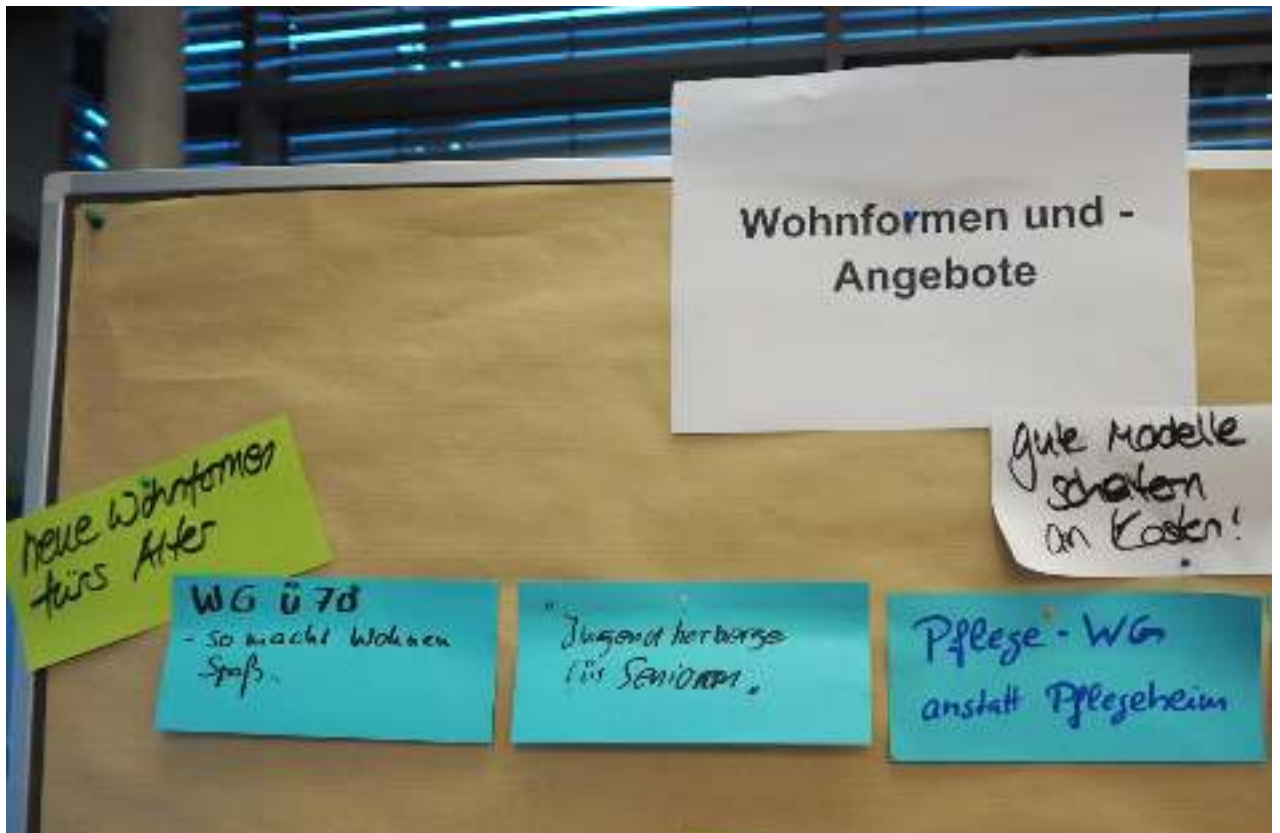 Wohnformen und -
Angebote
gute Modelle
scheitern
an Kosten!
neue Wohnformen
fürs Alter
WG Ü 70
- so macht Wohnen
Spaß.
"Jugendherberge
für Senioren"
Pflege-WG
anstatt Pflegeheim